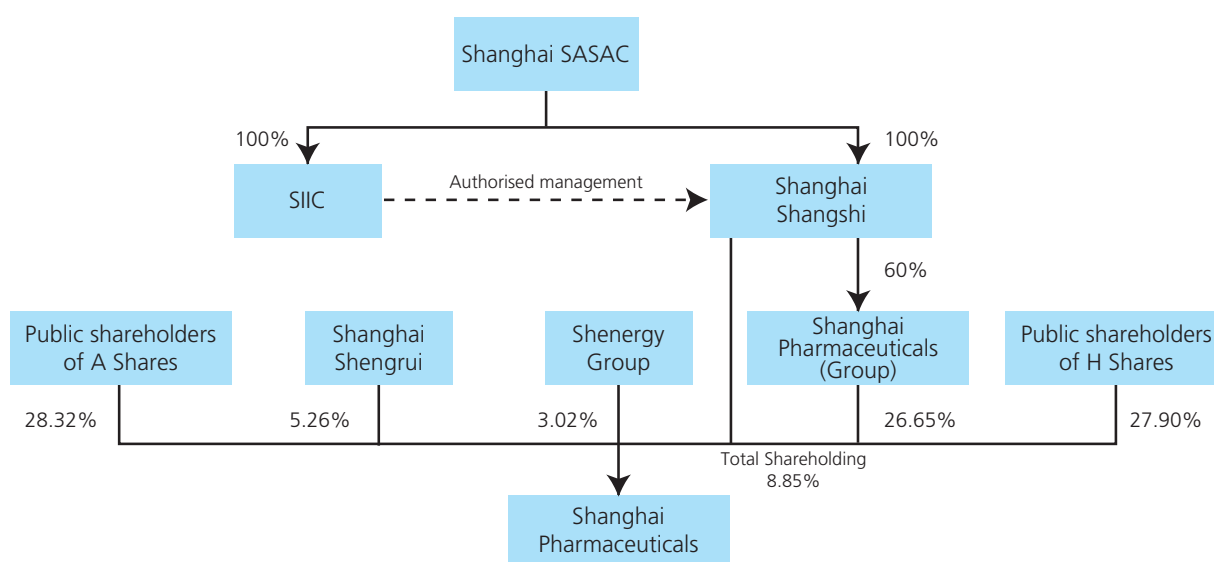 Shanghai SASAC
100%
100%
SIIC
Authorised management
Shanghai
Shangshi
60%
Public shareholders
of A Shares
Shanghai
Shengrui
Shenergy
Group
Shanghai
Pharmaceuticals
(Group)
Public shareholders
of H Shares
28.32%
5.26%
3.02%
26.65%
27.90%
Total Shareholding
8.85%
Shanghai
Pharmaceuticals